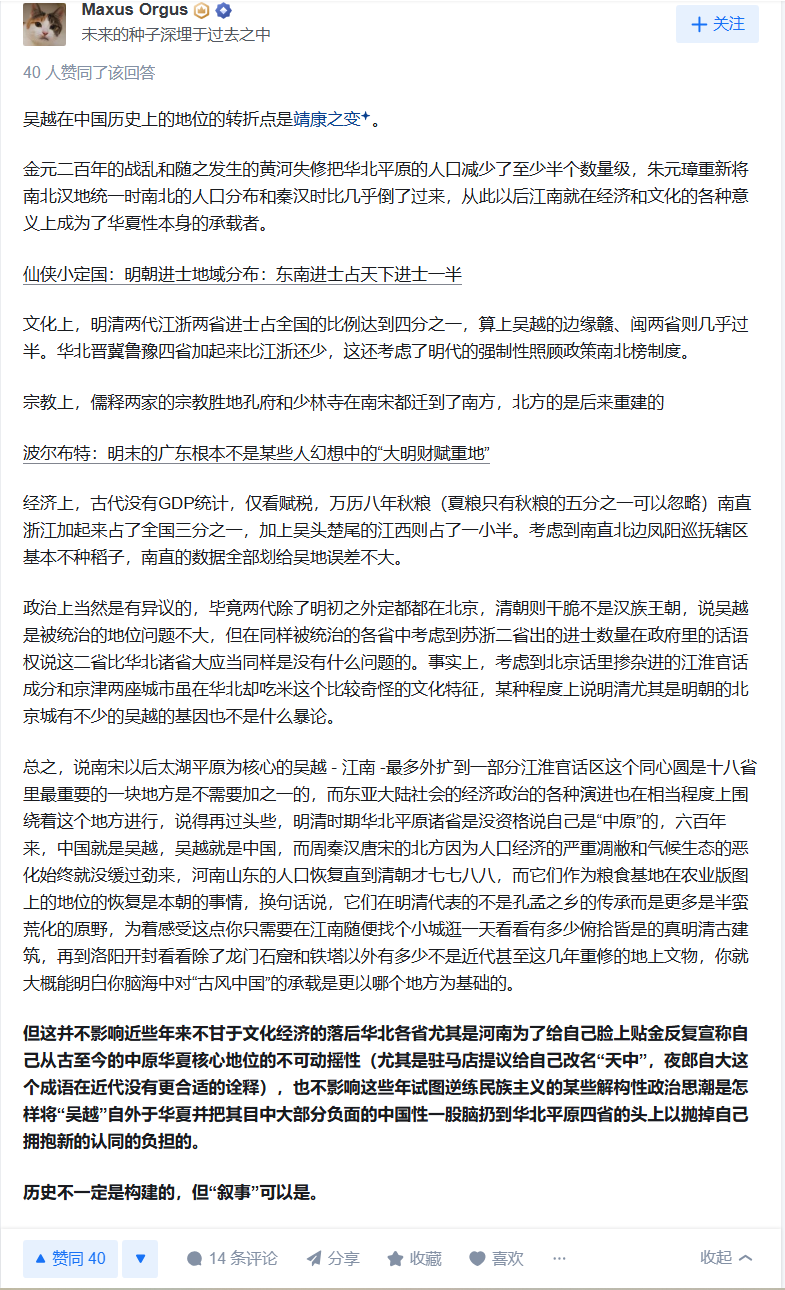 Maxus Orgus
未来的种子深埋于过去之中
+ 关注
40 人赞同了该回答
吴越在中国历史上的地位的转折点是靖康之变。
金元二百年的战乱和随之发生的黄河失修把华北平原的人口减少了至少半个数量级，朱元璋重新将
南北汉地统一时南北的人口分布和秦汉时比几乎倒了过来，从此以后江南就在经济和文化的各种意
义上成为了华夏性本身的承载者。
仙侠小定国：明朝进士地域分布：东南进士占天下进士一半
文化上，明清两代江浙两省进士占全国的比例达到四分之一，算上吴越的边缘赣、闽两省则几乎过
半。华北晋冀鲁豫四省加起来比江浙还少，这还考虑了明代的强制性照顾政策南北榜制度。
宗教上，儒释两家的宗教胜地孔府和少林寺在南宋都迁到了南方，北方的是后来重建的
波尔布特：明末的广东根本不是某些人幻想中的“大明财赋重地”
经济上，古代没有GDP统计，仅看赋税，万历八年秋粮（夏粮只有秋粮的五分之一可以忽略）南直
浙江加起来占了全国三分之一，加上吴头楚尾的江西则占了一小半。考虑到南直北边凤阳巡抚辖区
基本不种稻子，南直的数据全部划给吴地误差不大。
政治上当然是有异议的，毕竟两代除了明初之外定都都在北京，清朝则干脆不是汉族王朝，说吴越
是被统治的地位问题不大，但在同样被统治的各省中考虑到苏浙二省出的进士数量在政府里的话语
权说这二省比华北诸省大应当同样是没有什么问题的。事实上，考虑到北京话里掺杂进的江淮官话
成分和京津两座城市虽在华北却吃米这个比较奇怪的文化特征，某种程度上说明清尤其是明朝的北
京城有不少的吴越的基因也不是什么暴论。
总之，说南宋以后太湖平原为核心的吴越 - 江南 -最多外扩到一部分江淮官话区这个同心圆是十八省
里最重要的一块地方是不需要加之一的，而东亚大陆社会的经济政治的各种演进也在相当程度上围
绕着这个地方进行，说得再过头些，明清时期华北平原诸省是没资格说自己是“中原”的，六百年
来，中国就是吴越，吴越就是中国，而周秦汉唐宋的北方因为人口经济的严重凋敝和气候生态的恶
化始终就没缓过劲来，河南山东的人口恢复直到清朝才七七八八，而它们作为粮食基地在农业版图
上的地位的恢复是本朝的事情，换句话说，它们在明清代表的不是孔孟之乡的传承而是更多是半蛮
荒化的原野，为着感受这点你只需要在江南随便找个小城逛一天看看有多少俯拾皆是的真明清古建
筑，再到洛阳开封看看除了龙门石窟和铁塔以外有多少不是近代甚至这几年重修的地上文物，你就
大概能明白你脑海中对“古风中国”的承载是更以哪个地方为基础的。
但这并不影响近些年来不甘于文化经济的落后华北各省尤其是河南为了给自己脸上贴金反复宣称自
己从古至今的中原华夏核心地位的不可动摇性（尤其是驻马店提议给自己改名“天中”，夜郎自大这
个成语在近代没有更合适的诠释），也不影响这些年试图逆练民族主义的某些解构性政治思潮是怎
样将“吴越”自外于华夏并把其目中大部分负面的中国性一股脑扔到华北平原四省的头上以抛掉自己
拥抱新的认同的负担的。
历史不一定是构建的，但“叙事”可以是。
赞同 40 14 条评论 分享 收藏 喜欢 ··· 收起